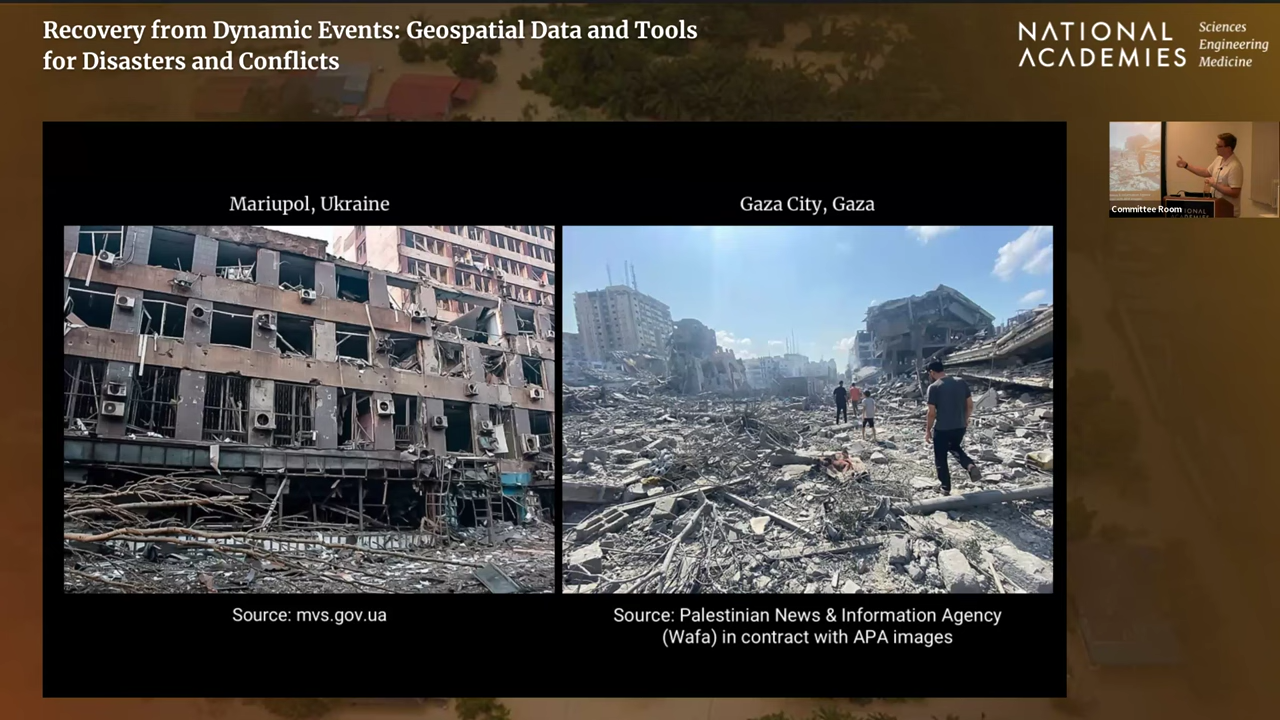 Recovery from Dynamic Events: Geospatial Data and Tools
for Disasters and Conflicts
NATIONAL
ACADEMIES
Sciences
Engineering
Medicine
Mariupol, Ukraine
Gaza City, Gaza
Committee Room
Source: mvs.gov.ua
Source: Palestinian News & Information Agency
(Wafa) in contract with APA images